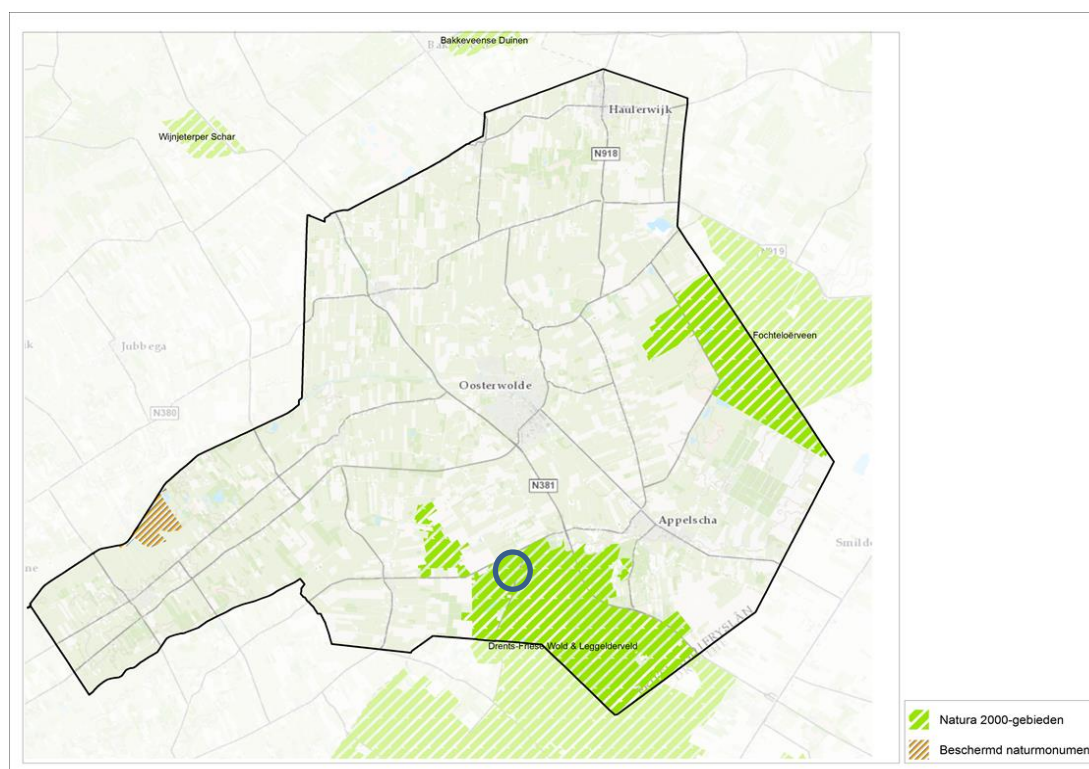 Bakkeveense Duinen
Haulerwijk
Wijnjeterper Schar
N918
N919
Fochteloërveen
Jubbega
Oosterwolde
N380
N381
Appelscha
Smilde
FRYSLÂN
Drents-Friese Wold & Leggelderveld
Natura 2000-gebieden
Beschermd naturmonumen